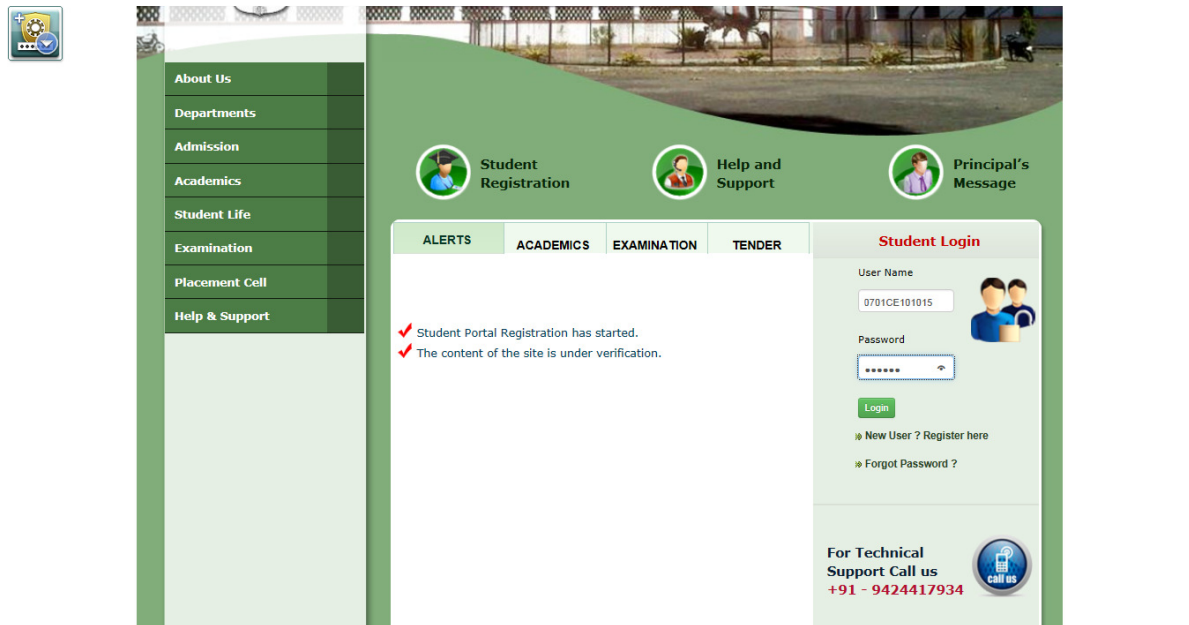 About Us
Departments
Admission
Academics
Student Life
Examination
Placement Cell
Help & Support
Student
Registration
Help and
Support
Principal's
Message
ALERTS
ACADEMICS
EXAMINATION
TENDER
Student Portal Registration has started.
The content of the site is under verification.
Student Login
User Name
0701CE101015
Password
••••••
Login
New User ? Register here
Forgot Password ?
For Technical
Support Call us
+91 - 9424417934
call us